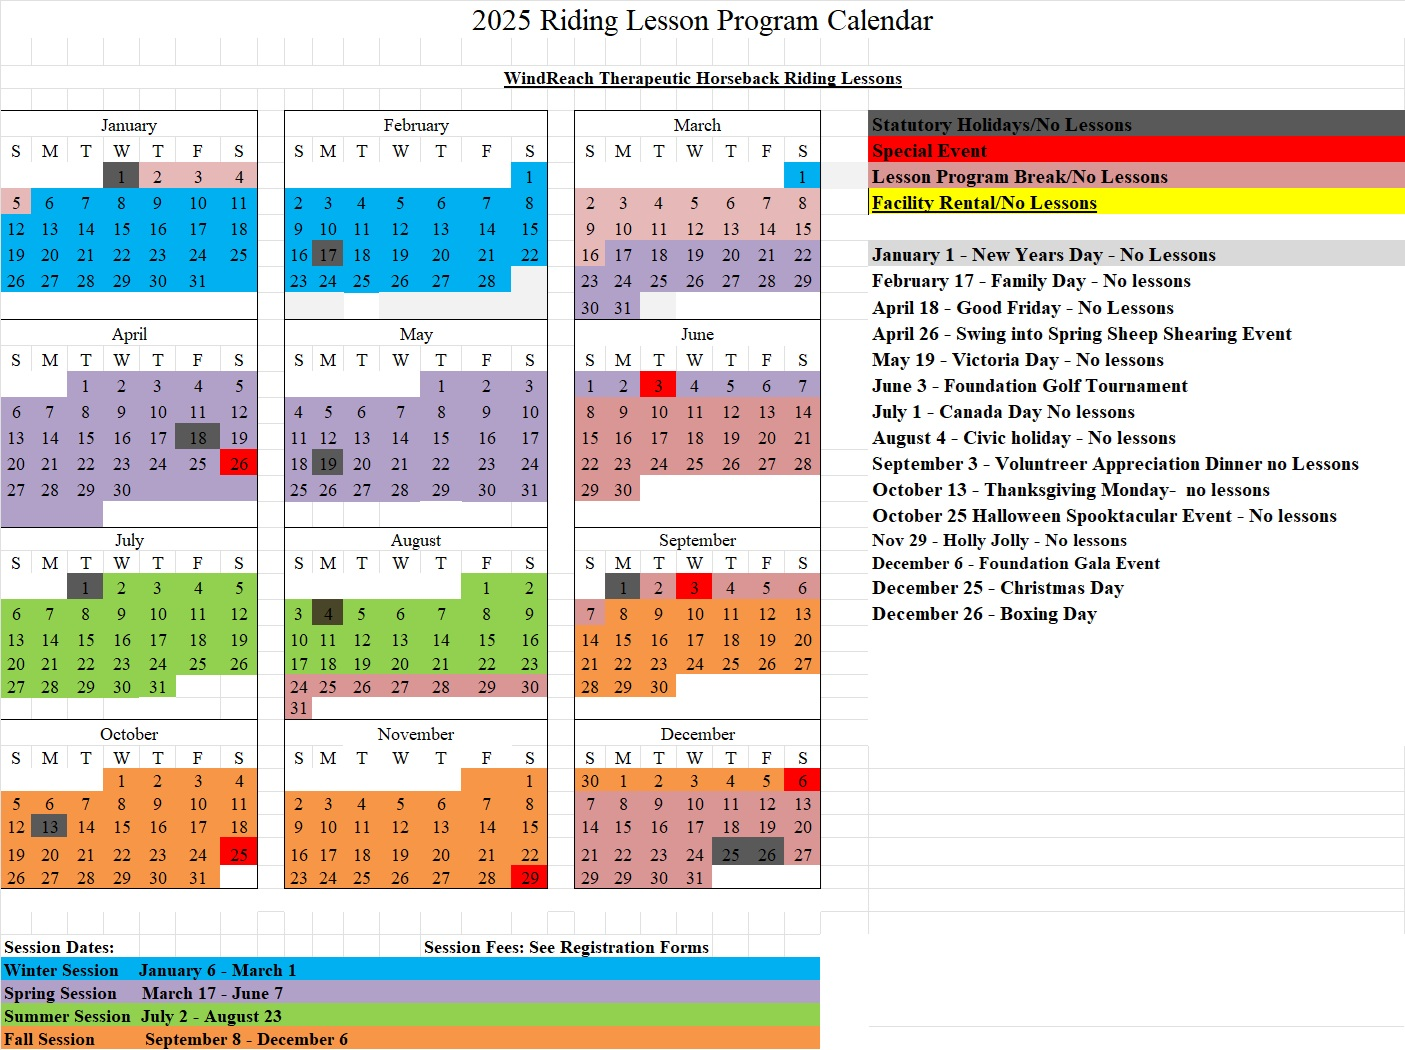 2025 Riding Lesson Program Calendar
WindReach Therapeutic Horseback Riding Lessons
January
S M T W T F S
1 2 3 4
5 6 7 8 9 10 11
12 13 14 15 16 17 18
19 20 21 22 23 24 25
26 27 28 29 30 31
February
S M T W T F S
1
2 3 4 5 6 7 8
9 10 11 12 13 14 15
16 17 18 19 20 21 22
23 24 25 26 27 28
March
S M T W T F S
1
2 3 4 5 6 7 8
9 10 11 12 13 14 15
16 17 18 19 20 21 22
23 24 25 26 27 28 29
30 31
April
S M T W T F S
1 2 3 4 5
6 7 8 9 10 11 12
13 14 15 16 17 18 19
20 21 22 23 24 25 26
27 28 29 30
May
S M T W T F S
1 2 3
4 5 6 7 8 9 10
11 12 13 14 15 16 17
18 19 20 21 22 23 24
25 26 27 28 29 30 31
June
S M T W T F S
1 2 3 4 5 6 7
8 9 10 11 12 13 14
15 16 17 18 19 20 21
22 23 24 25 26 27 28
29 30
July
S M T W T F S
1 2 3 4 5
6 7 8 9 10 11 12
13 14 15 16 17 18 19
20 21 22 23 24 25 26
27 28 29 30 31
August
S M T W T F S
1 2
3 4 5 6 7 8 9
10 11 12 13 14 15 16
17 18 19 20 21 22 23
24 25 26 27 28 29 30
31
September
S M T W T F S
1 2 3 4 5 6
7 8 9 10 11 12 13
14 15 16 17 18 19 20
21 22 23 24 25 26 27
28 29 30
October
S M T W T F S
1 2 3 4
5 6 7 8 9 10 11
12 13 14 15 16 17 18
19 20 21 22 23 24 25
26 27 28 29 30 31
November
S M T W T F S
1
2 3 4 5 6 7 8
9 10 11 12 13 14 15
16 17 18 19 20 21 22
23 24 25 26 27 28 29
December
S M T W T F S
30 1 2 3 4 5 6
7 8 9 10 11 12 13
14 15 16 17 18 19 20
21 22 23 24 25 26 27
29 29 30 31
Statutory Holidays/No Lessons
Special Event
Lesson Program Break/No Lessons
Facility Rental/No Lessons
January 1 - New Years Day - No Lessons
February 17 - Family Day - No lessons
April 18 - Good Friday - No Lessons
April 26 - Swing into Spring Sheep Shearing Event
May 19 - Victoria Day - No lessons
June 3 - Foundation Golf Tournament
July 1 - Canada Day No lessons
August 4 - Civic holiday - No lessons
September 3 - Voluntreer Appreciation Dinner no Lessons
October 13 - Thanksgiving Monday- no lessons
October 25 Halloween Spooktacular Event - No lessons
Nov 29 - Holly Jolly - No lessons
December 6 - Foundation Gala Event
December 25 - Christmas Day
December 26 - Boxing Day
Session Dates: Session Fees: See Registration Forms
Winter Session January 6 - March 1
Spring Session March 17 - June 7
Summer Session July 2 - August 23
Fall Session September 8 - December 6